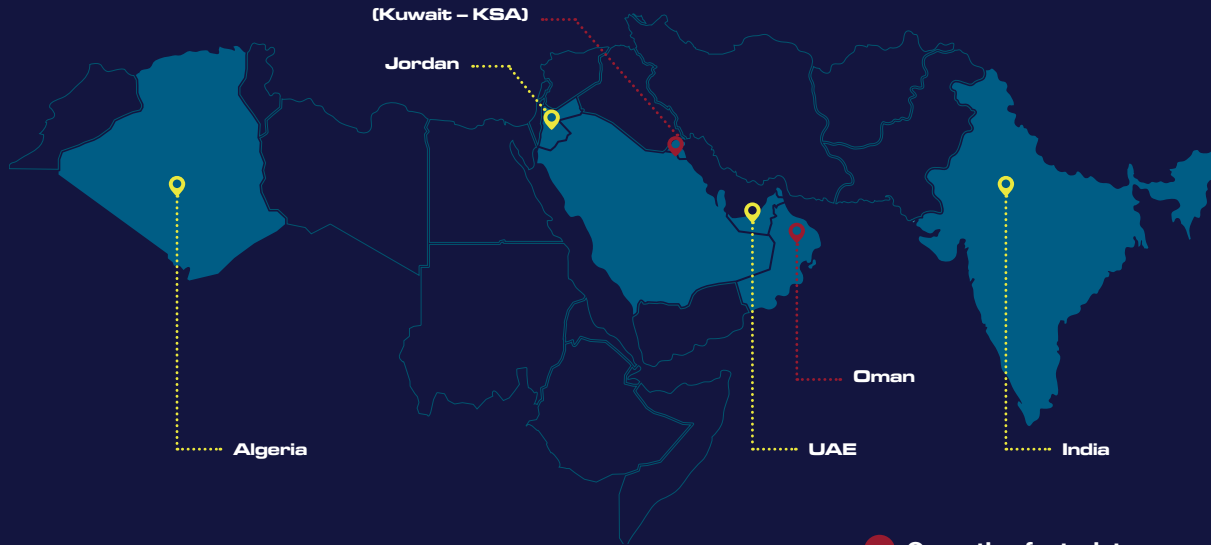 (Kuwait – KSA)
Jordan
Oman
Algeria
UAE
India